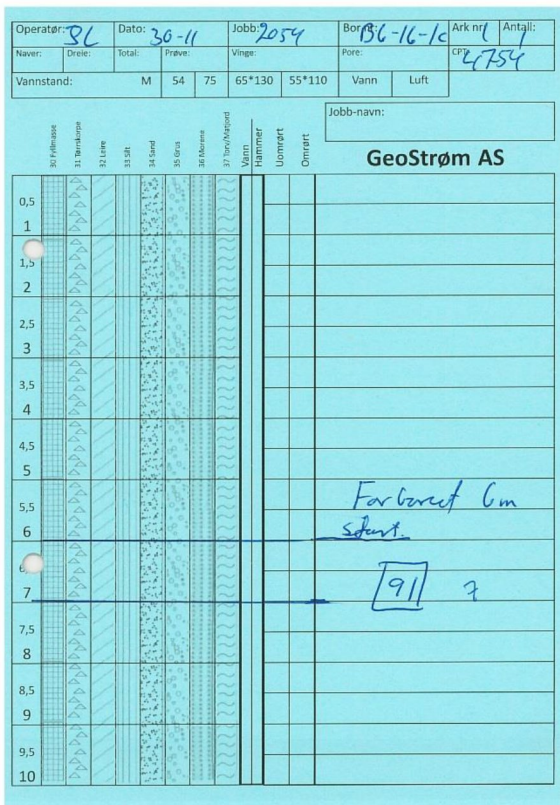 Operatør: SL Dato: 30-11 Jobb: 2054 Bor nr: B6-16-1c Ark nr 1 Antall: 1
Naver: Dreie: Total: Prøve: Vinge: Pore: CPT 4754
Vannstand: M 54 75 65*130 55*110 Vann Luft
Jobb-navn:
30 Fyllmasse 31 Tørrskorpe 32 Leire 33 Silt 34 Sand 35 Grus 36 Morene 37 Torv/Matjord Vann Hammer Uomrørt Omrørt
GeoStrøm AS
0,5
1
1,5
2
2,5
3
3,5
4
4,5
5
5,5 Forboret 6m
6 start.
7 91 7
7,5
8
8,5
9
9,5
10